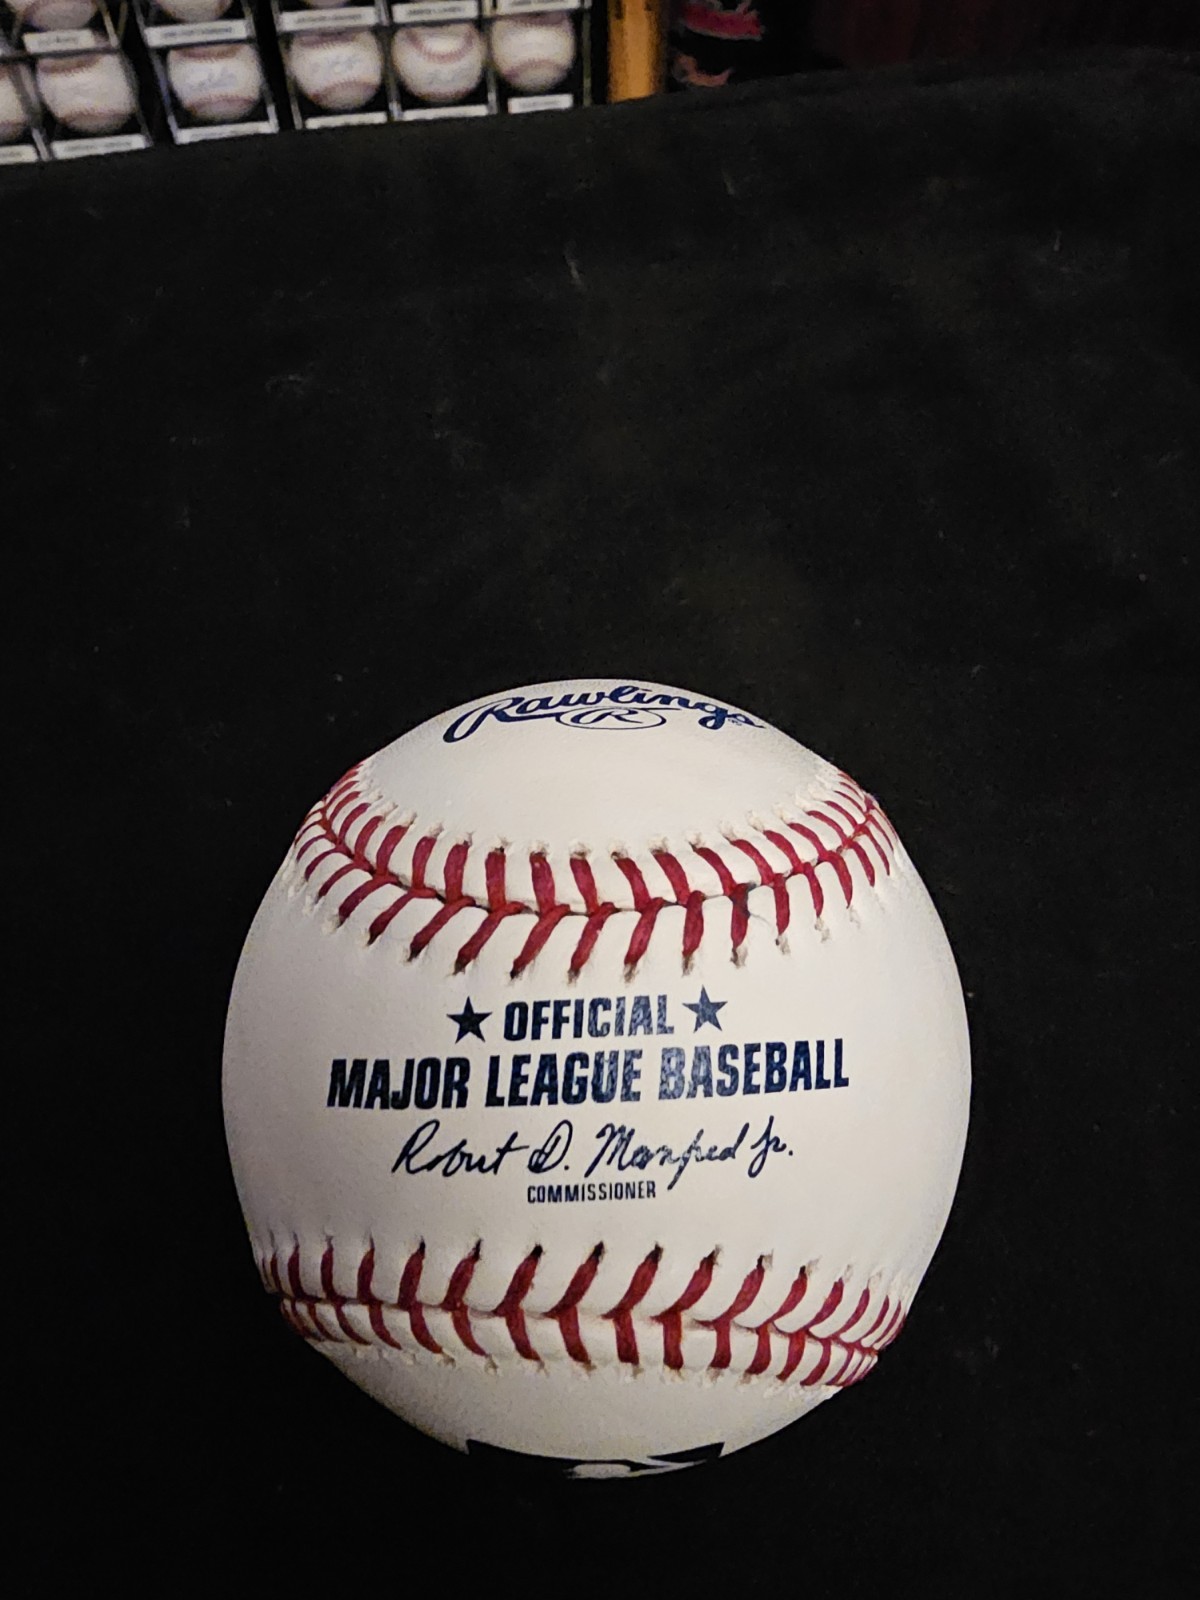 Rawlings
R
★ OFFICIAL ★
MAJOR LEAGUE BASEBALL
Robert D. Manfred Jr.
COMMISSIONER